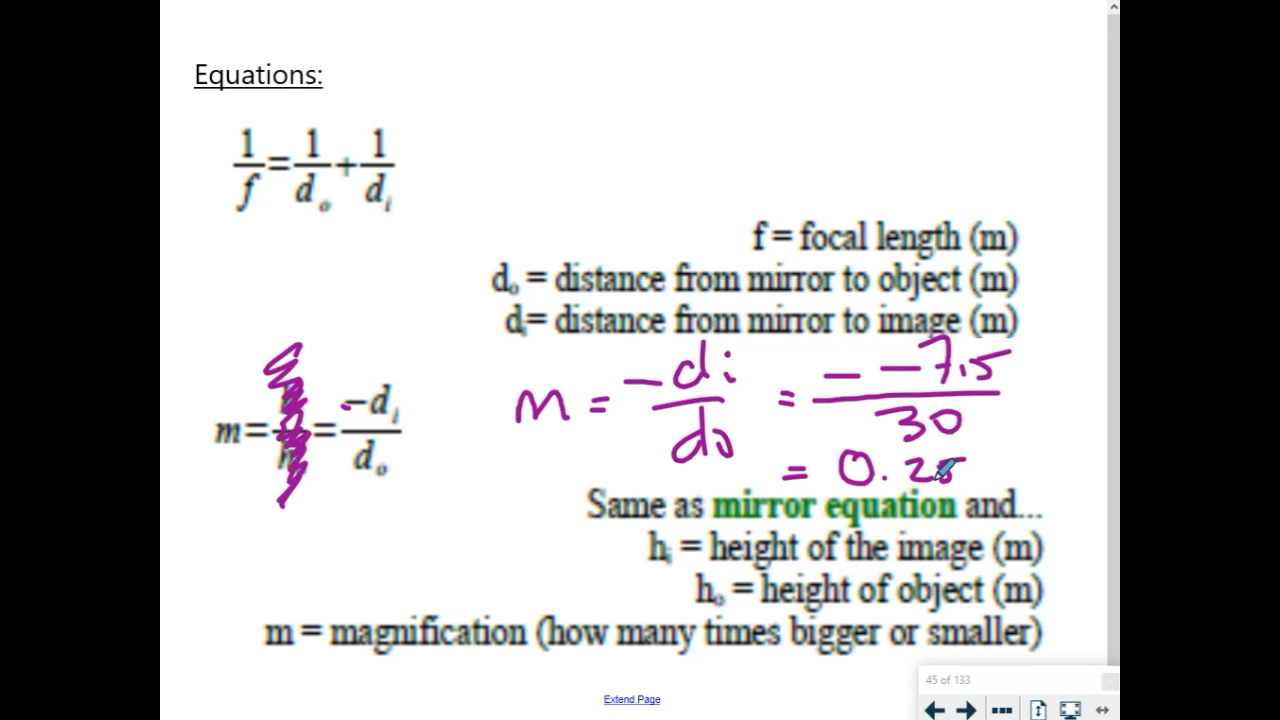 Equations:
1/f = 1/dₒ + 1/dᵢ
f = focal length (m)
dₒ = distance from mirror to object (m)
dᵢ= distance from mirror to image (m)
m = -di/do = - -7.5/30
= 0.25
m= = -dᵢ/dₒ
Same as mirror equation and...
hᵢ = height of the image (m)
hₒ = height of object (m)
m = magnification (how many times bigger or smaller)
45 of 133
Extend Page